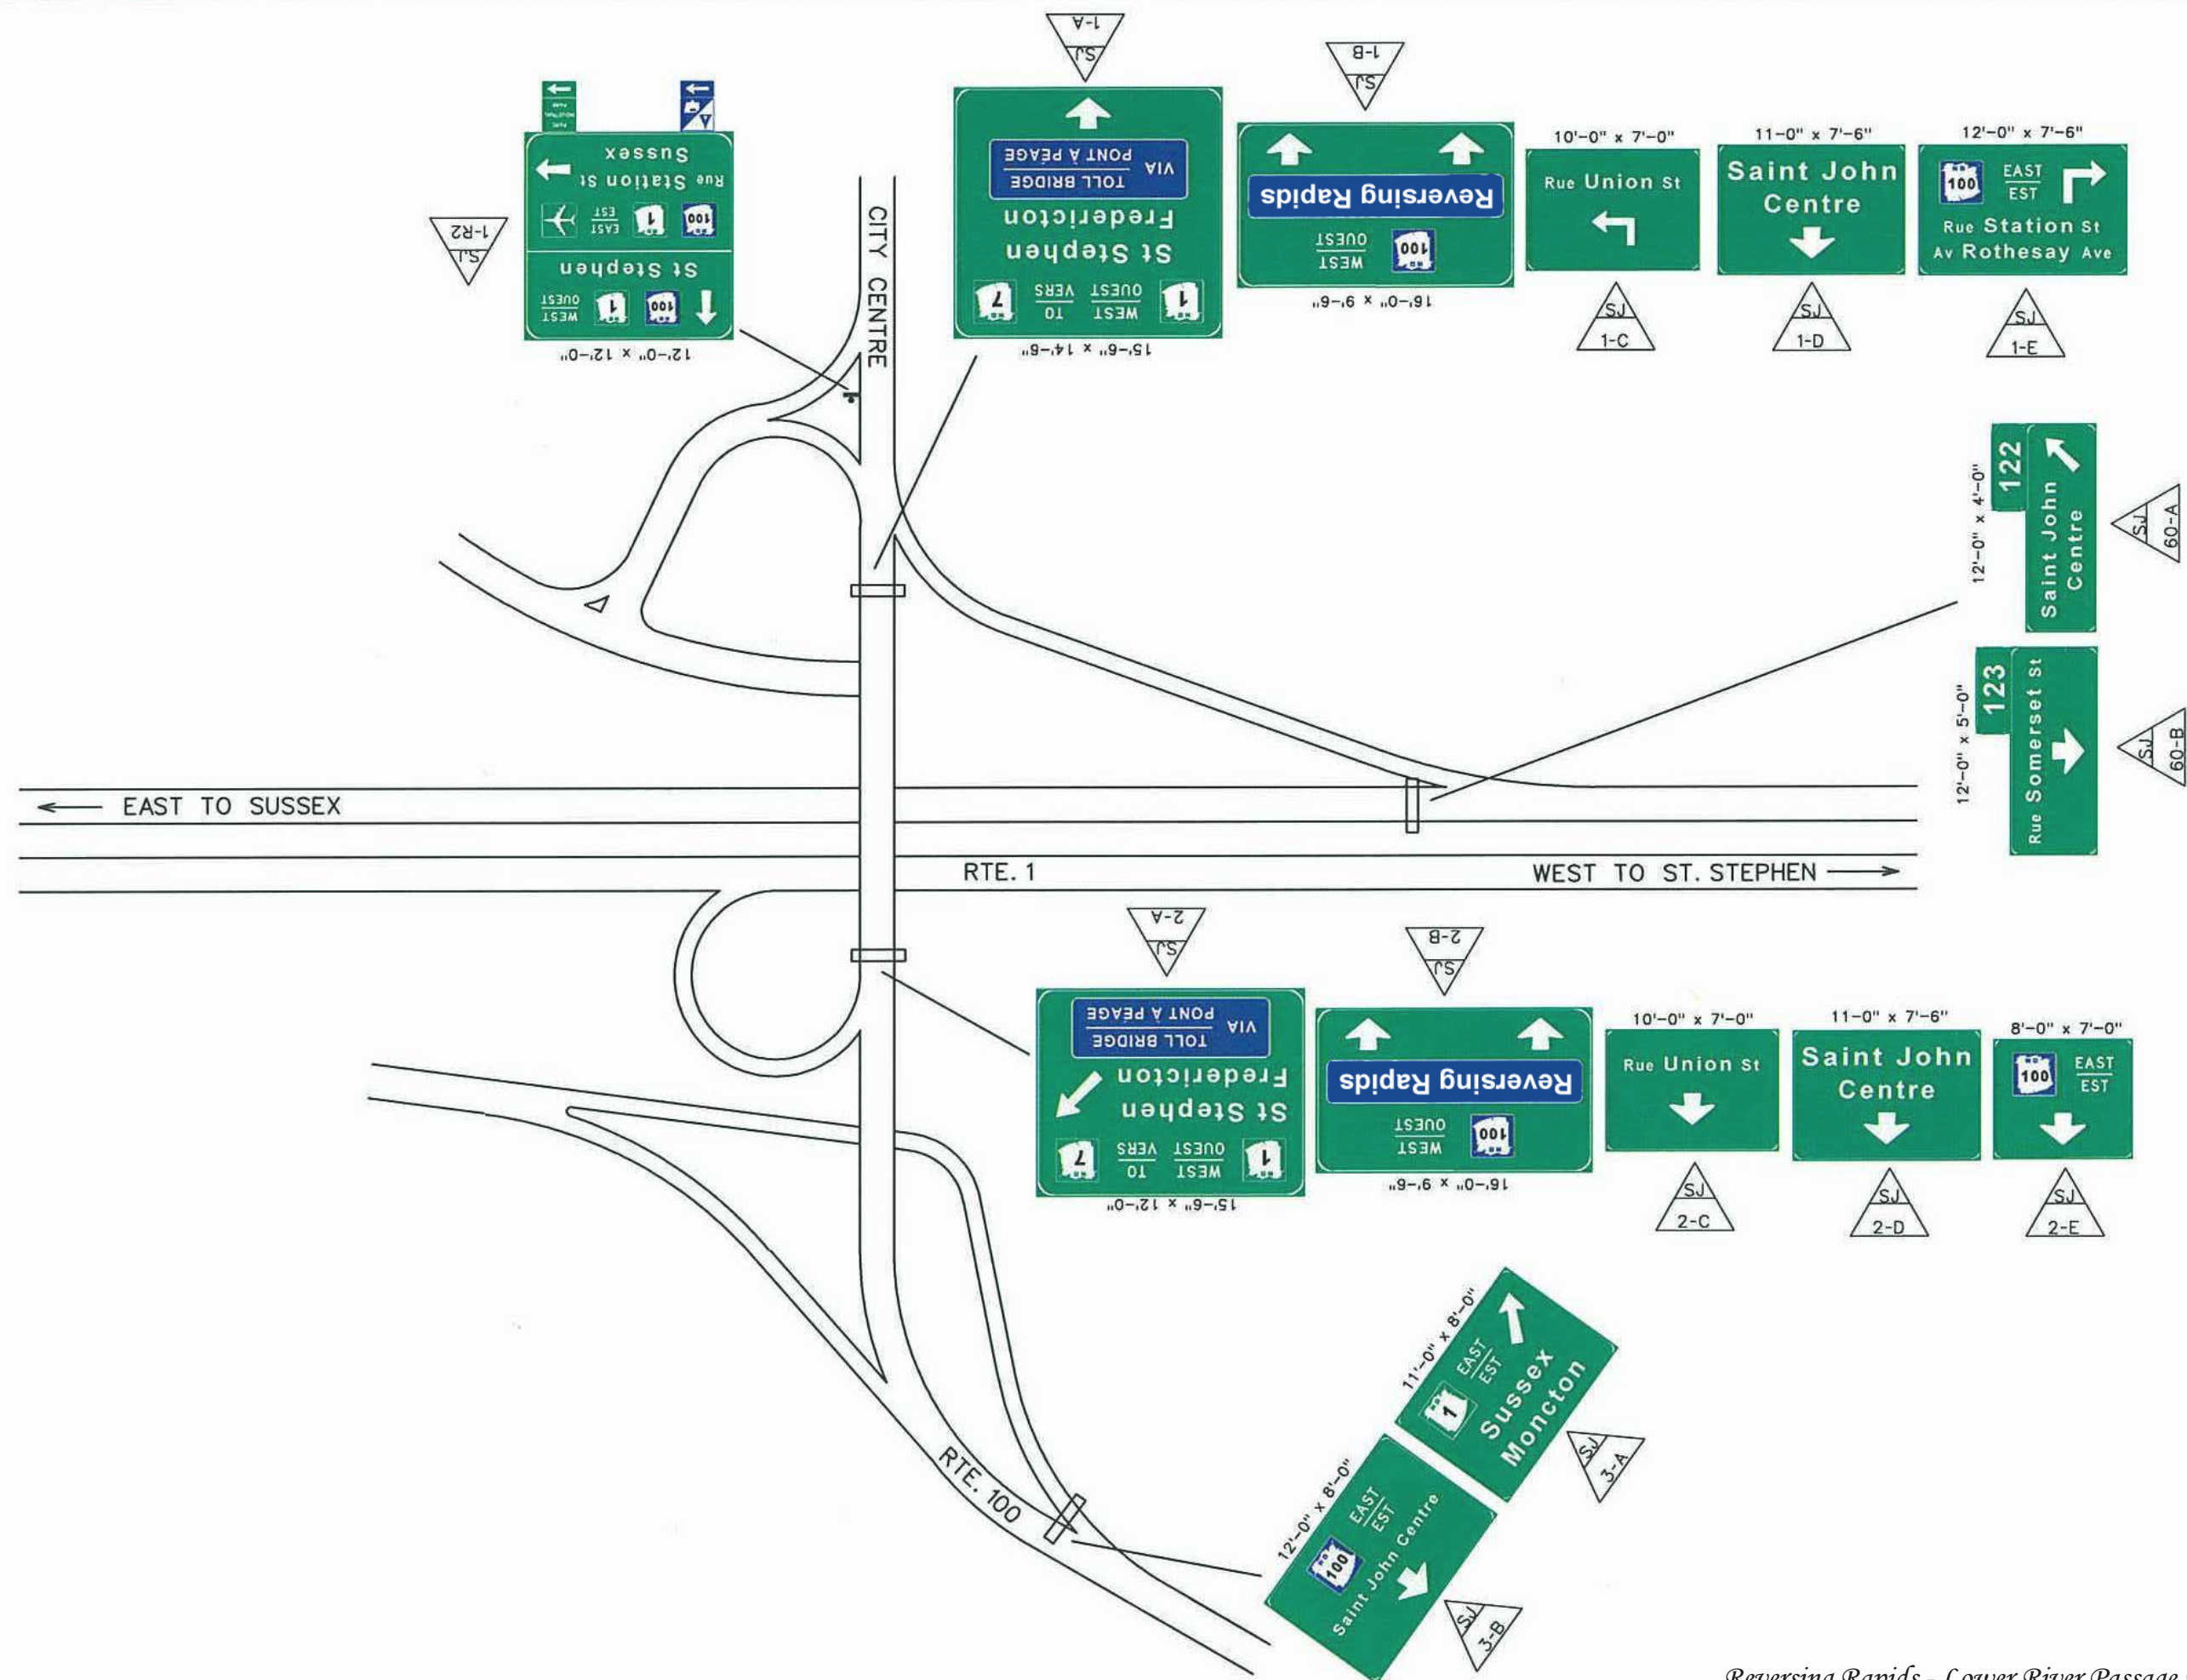 SJ
1-A
SJ
1-B
SJ
1-R2
WEST
OUEST
1
100
St Stephen
100
1
EAST
EST
Rue Station St
Sussex
12'-0" x 12'-0"
CITY CENTRE
1
WEST
OUEST
TO
VERS
7
St Stephen
Fredericton
VIA
TOLL BRIDGE
PONT À PÉAGE
15'-6" x 14'-6"
100
WEST
OUEST
Reversing Rapids
16'-0" x 9'-6"
10'-0" x 7'-0"
Rue Union St
SJ
1-C
11-0" x 7'-6"
Saint John
Centre
SJ
1-D
12'-0" x 7'-6"
100
EAST
EST
Rue Station St
Av Rothesay Ave
SJ
1-E
12'-0" x 4'-0"
122
Saint John
Centre
SJ
60-A
12'-0" x 5'-0"
123
Rue Somerset St
SJ
60-B
EAST TO SUSSEX
RTE. 1
WEST TO ST. STEPHEN
SJ
2-A
1
WEST
OUEST
TO
VERS
7
St Stephen
Fredericton
VIA
TOLL BRIDGE
PONT À PÉAGE
15'-6" x 12'-0"
SJ
2-B
100
WEST
OUEST
Reversing Rapids
16'-0" x 9'-6"
10'-0" x 7'-0"
Rue Union St
SJ
2-C
11-0" x 7'-6"
Saint John
Centre
SJ
2-D
8'-0" x 7'-0"
100
EAST
EST
SJ
2-E
11'-0" x 8'-0"
1
EAST
EST
Sussex
Moncton
SJ
3-A
12'-0" x 8'-0"
100
EAST
EST
Saint John Centre
SJ
3-B
RTE. 100
Reversing Rapids - Lower River Passage